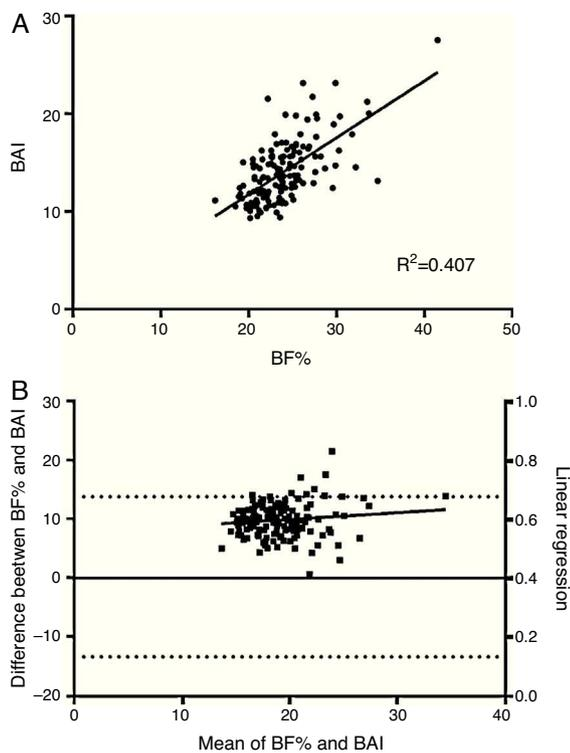 A
30
20
10
0
BAI
R²=0.407
0 10 20 30 40 50
BF%
B
30
20
10
0
–10
–20
Difference beetwen BF% and BAI
1.0
0.8
0.6
0.4
0.2
0.0
Linear regression
0 10 20 30 40
Mean of BF% and BAI